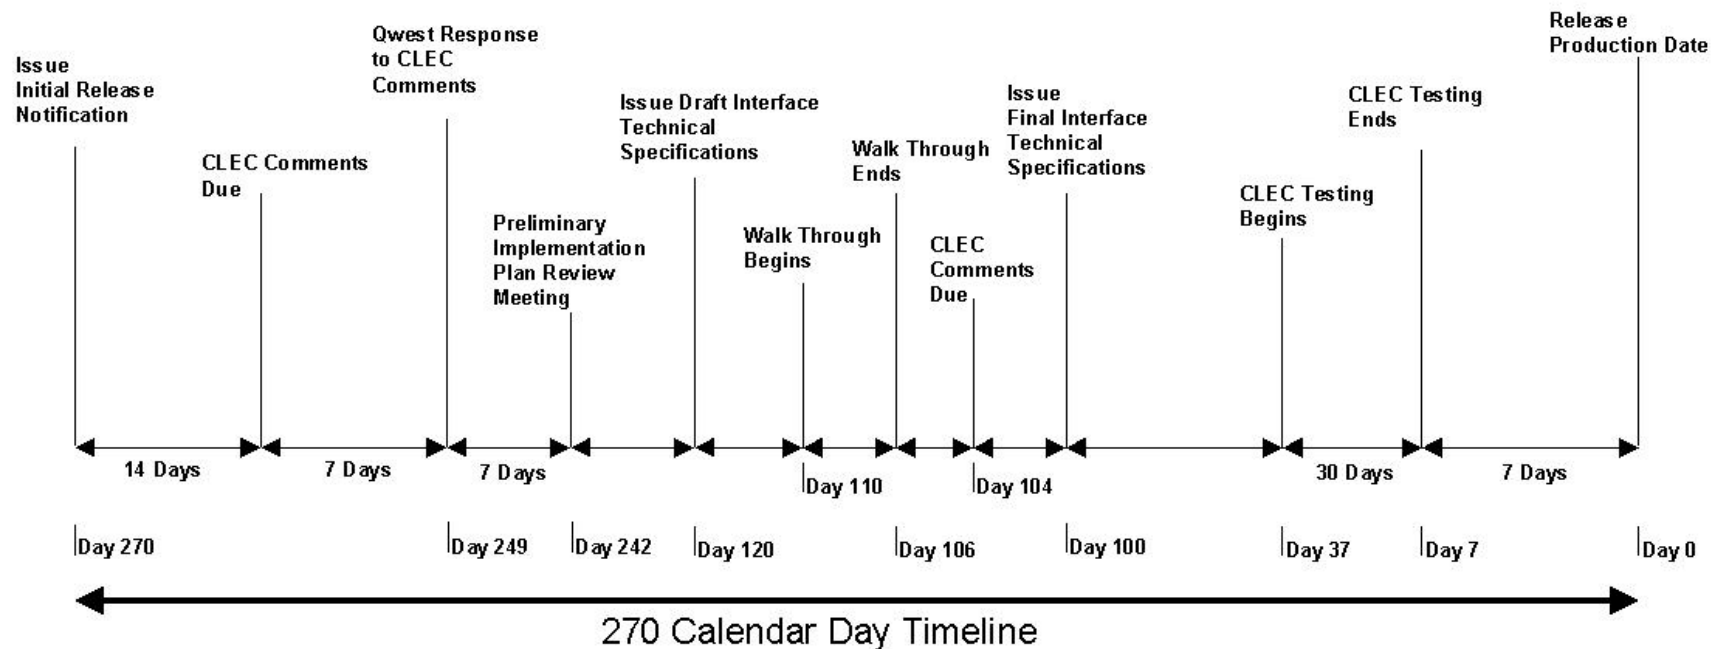 Issue
Initial Release
Notification
CLEC Comments
Due
Qwest Response
to CLEC
Comments
Preliminary
Implementation
Plan Review
Meeting
Issue Draft Interface
Technical
Specifications
Walk Through
Begins
Walk Through
Ends
CLEC
Comments
Due
Issue
Final Interface
Technical
Specifications
CLEC Testing
Begins
CLEC Testing
Ends
Release
Production Date
14 Days
7 Days
7 Days
30 Days
7 Days
Day 110
Day 104
Day 270
Day 249
Day 242
Day 120
Day 106
Day 100
Day 37
Day 7
Day 0
270 Calendar Day Timeline